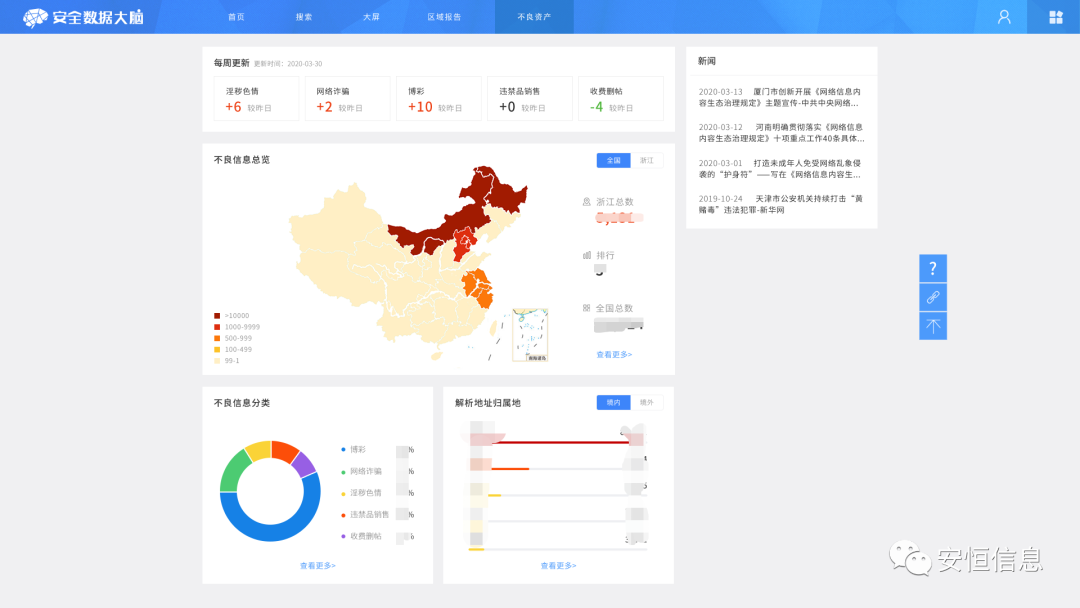 安全数据大脑
首页
搜索
大屏
区域报告
不良资产
每周更新 更新时间：2020-03-30
淫秽色情
+6 较昨日
网络诈骗
+2 较昨日
博彩
+10 较昨日
违禁品销售
+0 较昨日
收费删帖
-4 较昨日
不良信息总览
全国
浙江
浙江总数
排行
全国总数
查看更多>
>10000
1000-9999
500-999
100-499
99-1
不良信息分类
博彩
%
网络诈骗
%
淫秽色情
%
违禁品销售
%
收费删帖
%
查看更多>
解析地址归属地
境内
境外
查看更多>
新闻
2020-03-13 厦门市创新开展《网络信息内
容生态治理规定》主题宣传-中共中央网络...
2020-03-12 河南明确贯彻落实《网络信息
内容生态治理规定》十项重点工作40条具体...
2020-03-01 打造未成年人免受网络乱象侵
袭的“护身符”——写在《网络信息内容生...
2019-10-24 天津市公安机关持续打击“黄
赌毒”违法犯罪-新华网
?
安恒信息